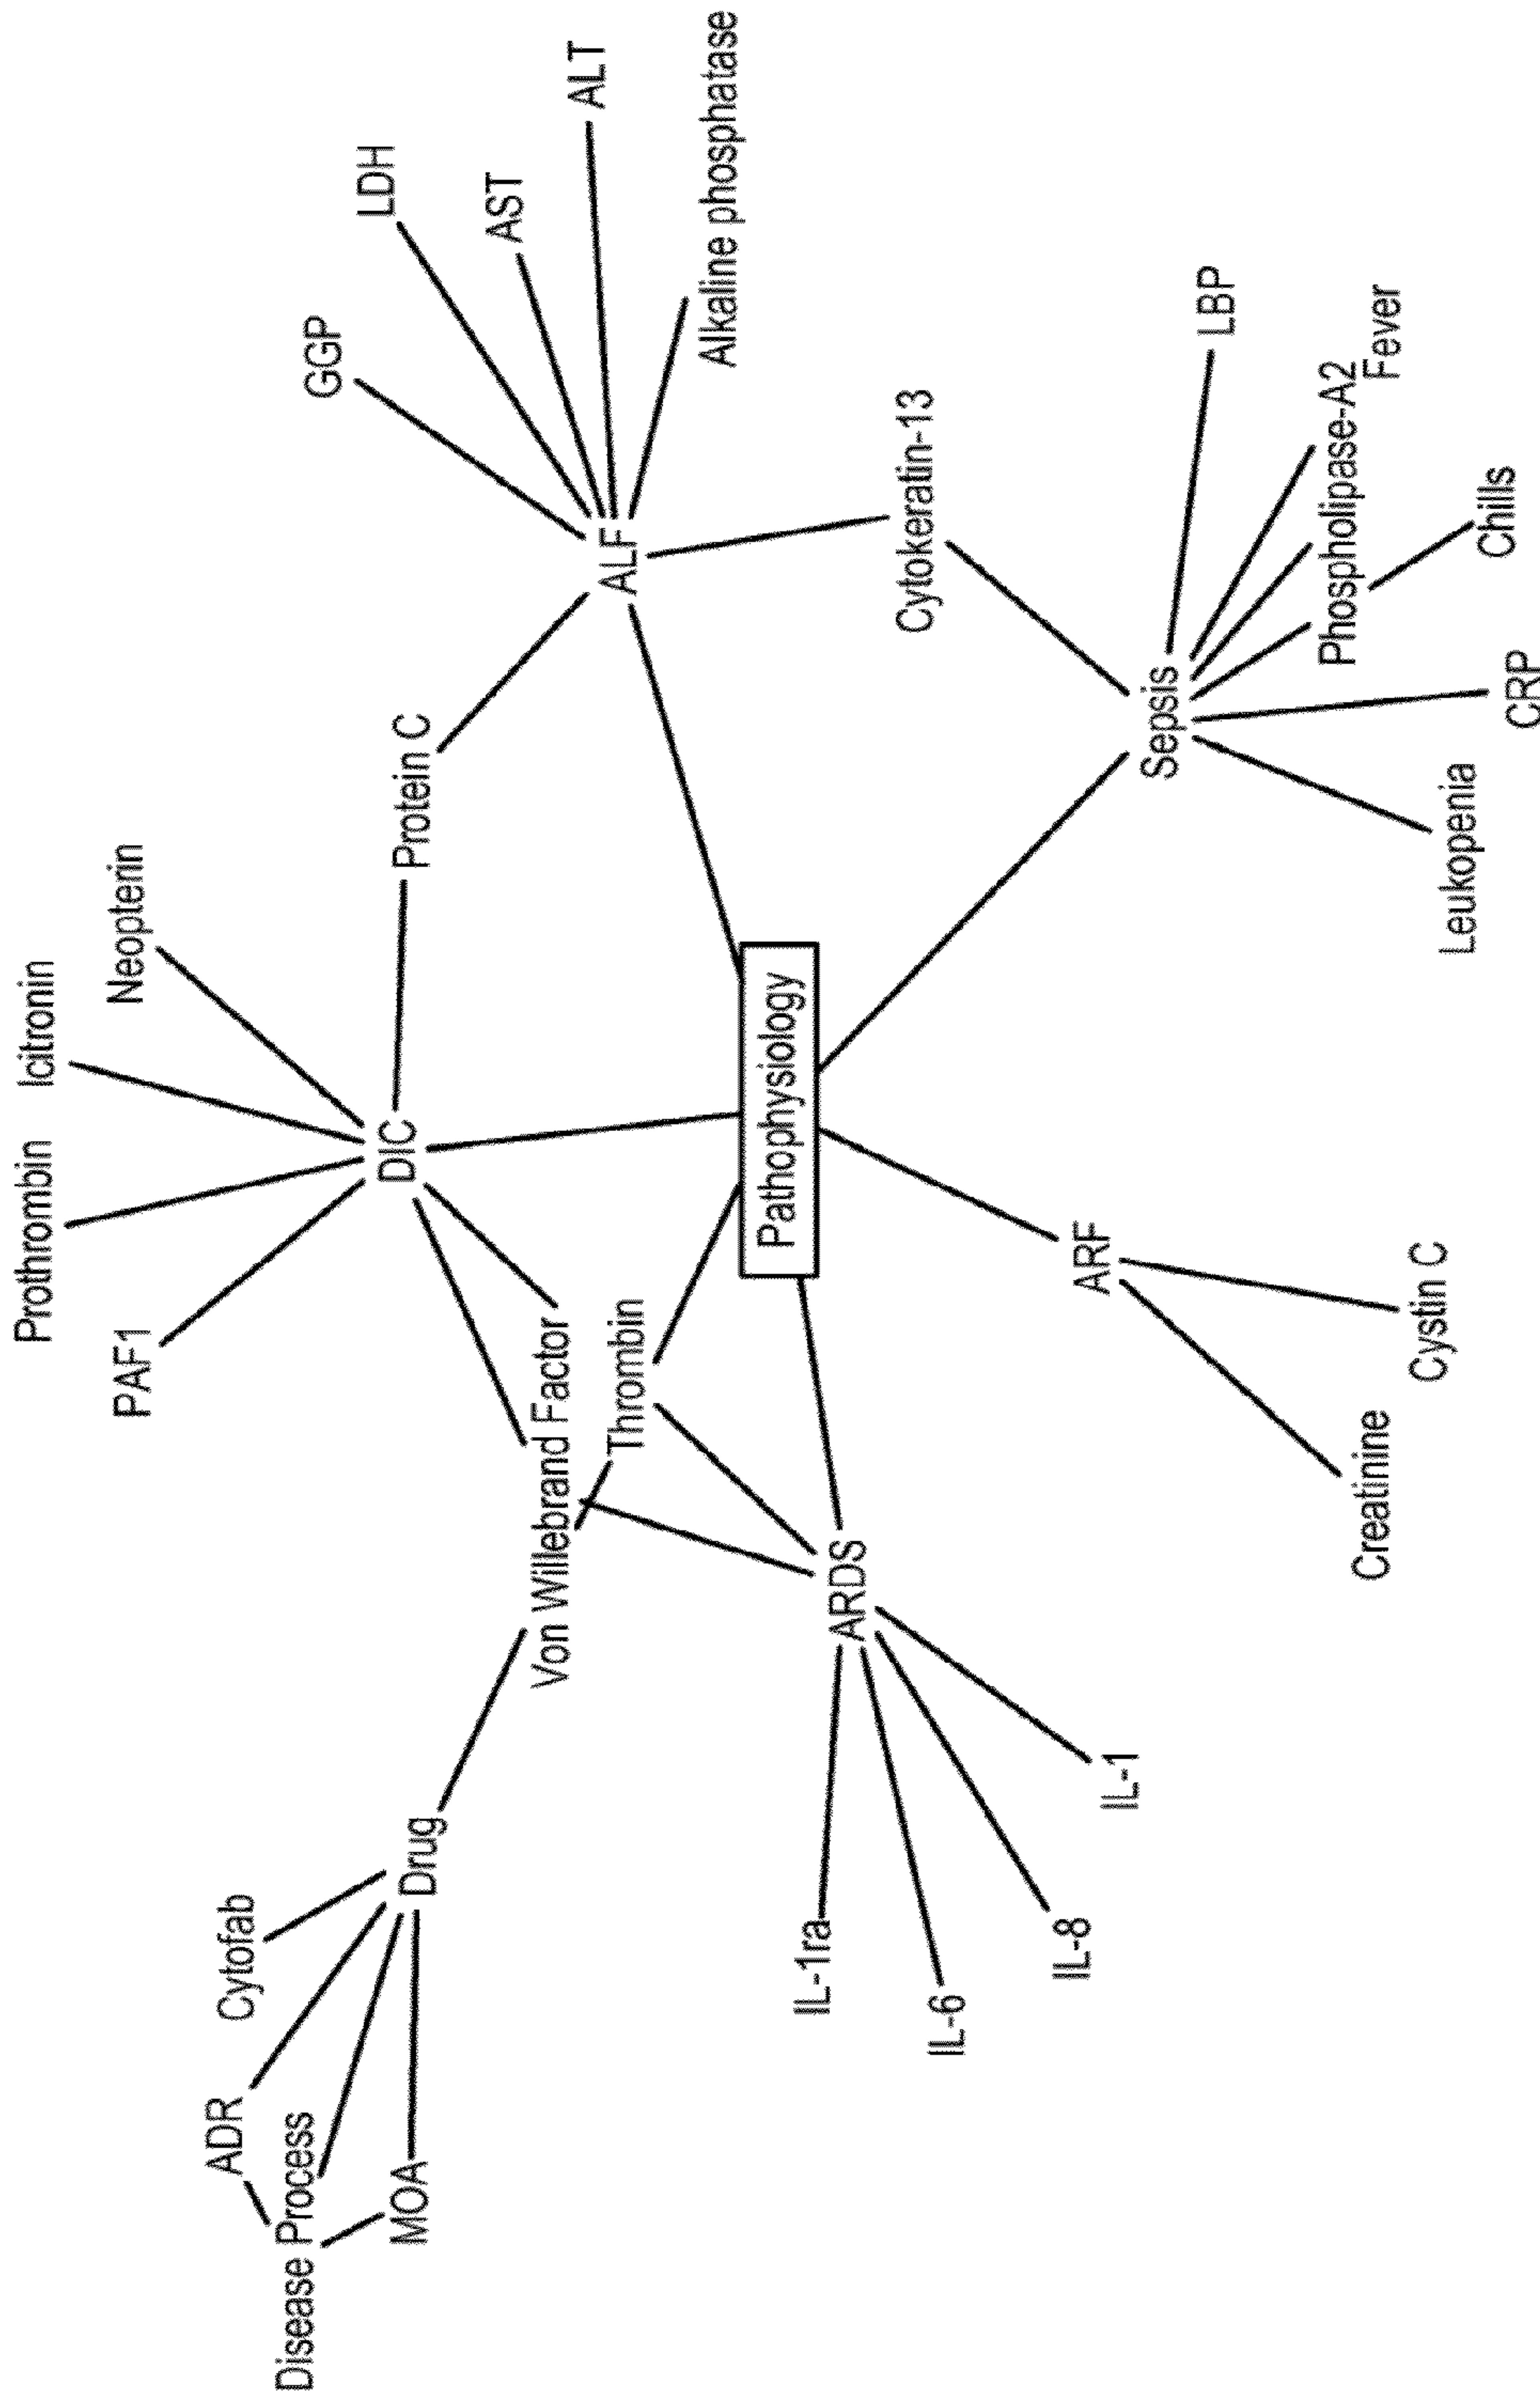 Disease Process
ADR
MOA
Cytofab
Drug
Von Willebrand Factor
Thrombin
PAF1
Prothrombin
Icitronin
Neopterin
DIC
Protein C
GGP
LDH
AST
ALT
Alkaline phosphatase
ALF
Pathophysiology
Cytokeratin-13
ARDS
IL-1ra
IL-6
IL-8
IL-1
ARF
Creatinine
Cystin C
Sepsis
LBP
Phospholipase-A2
Fever
Chills
CRP
Leukopenia